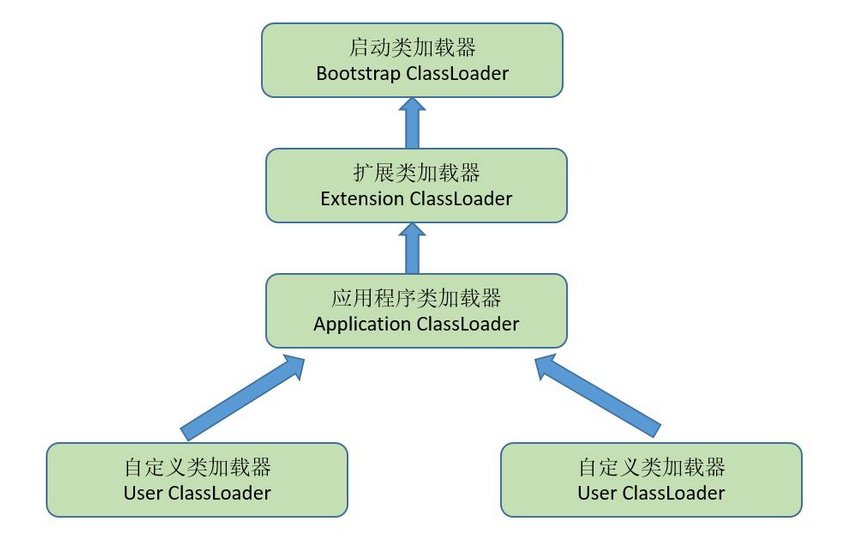 启动类加载器
Bootstrap ClassLoader
扩展类加载器
Extension ClassLoader
应用程序类加载器
Application ClassLoader
自定义类加载器
User ClassLoader
自定义类加载器
User ClassLoader